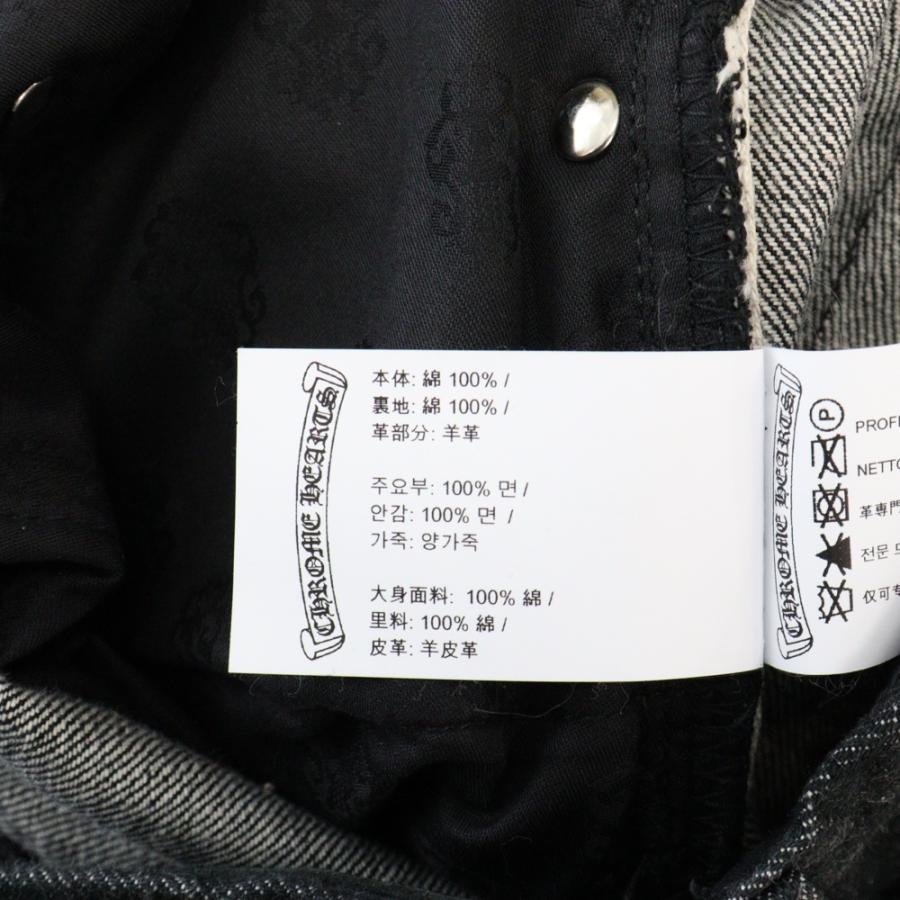 CHROME HEARTS
本体: 綿 100% /
裏地: 綿 100% /
革部分: 羊革
주요부: 100% 면 /
안감: 100% 면 /
가죽: 양가죽
大身面料: 100% 綿 /
里料: 100% 綿 /
皮革: 羊皮革
CHROME HEARTS
P
PROFE
NETTO
革専門
전문
仅可专